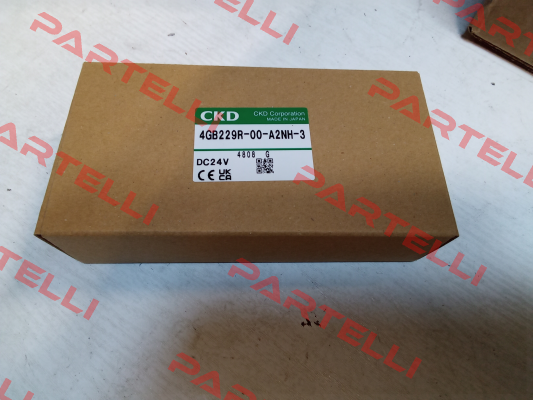 CKD
CKD Corporation
MADE IN JAPAN
4GB229R-00-A2NH-3
4808 G
DC24V
CE UK CA
PARTELLI
PARTELLI
PARTELLI
PARTELLI
PARTELLI